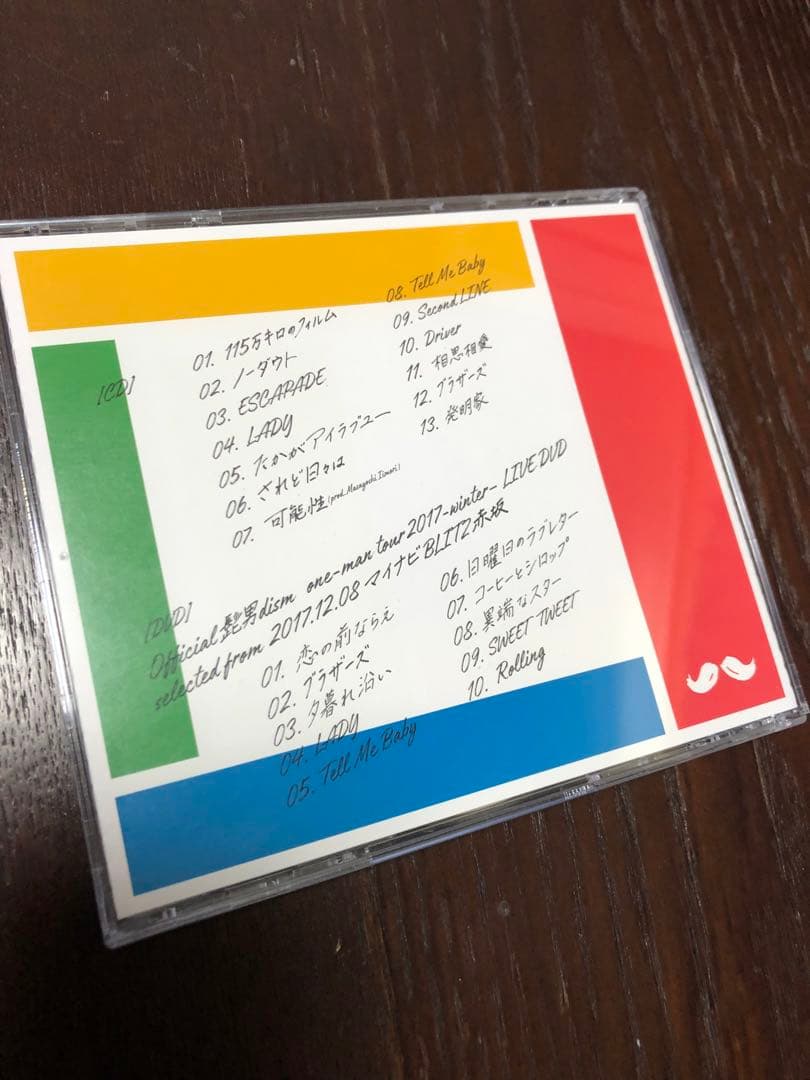 [CD]
01. 115万キロのフィルム
02. ノーダウト
03. ESCAPADE
04. LADY
05. たかがアイラブユー
06. されど日々は
07. 可能性 (prod. Masayoshi Iimori)
08. Tell Me Baby
09. Second LINE
10. Driver
11. 相思相愛
12. ブラザーズ
13. 発明家
[DVD]
Official髭男dism one-man tour 2017-winter- LIVE DVD
selected from 2017.12.08 マイナビBLITZ赤坂
01. 恋の前ならえ
02. ブラザーズ
03. 夕暮れ沿い
04. LADY
05. Tell Me Baby
06. 日曜日のラブレター
07. コーヒーとシロップ
08. 異端なスター
09. SWEET TWEET
10. Rolling